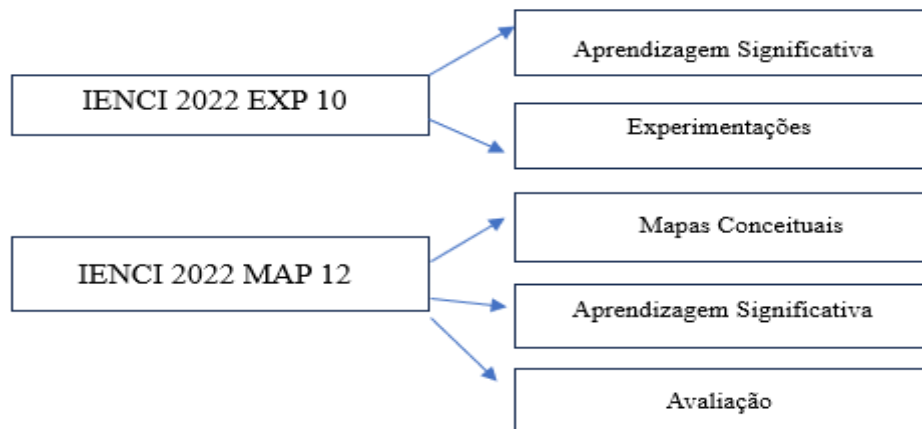 Aprendizagem Significativa
IENCI 2022 EXP 10
Experimentações
Mapas Conceituais
IENCI 2022 MAP 12
Aprendizagem Significativa
Avaliação